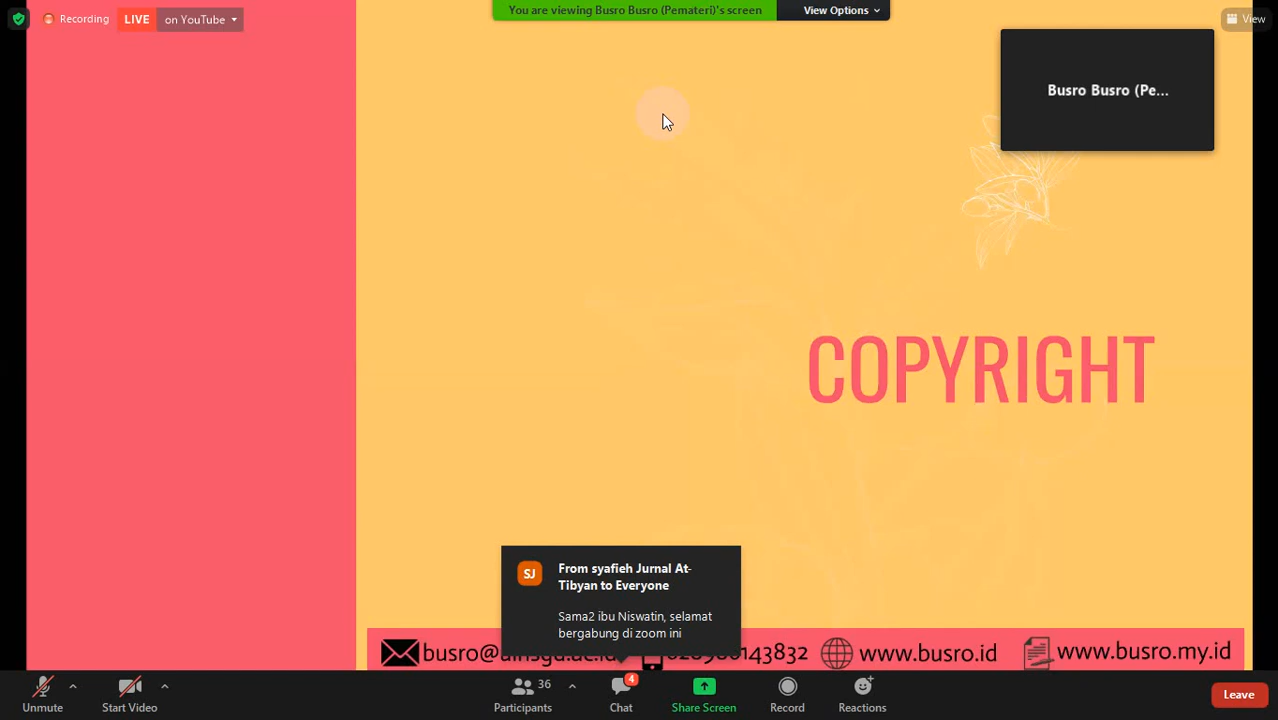 Recording
LIVE
on YouTube
You are viewing Busro Busro (Pemateri)'s screen
View Options
View
Busro Busro (Pe...
COPYRIGHT
SJ
From syafieh Jurnal At-
Tibyan to Everyone
Sama2 ibu Niswatin, selamat
bergabung di zoom ini
www.busro.id
www.busro.my.id
Unmute
Start Video
36
Participants
4
Chat
Share Screen
Record
Reactions
Leave